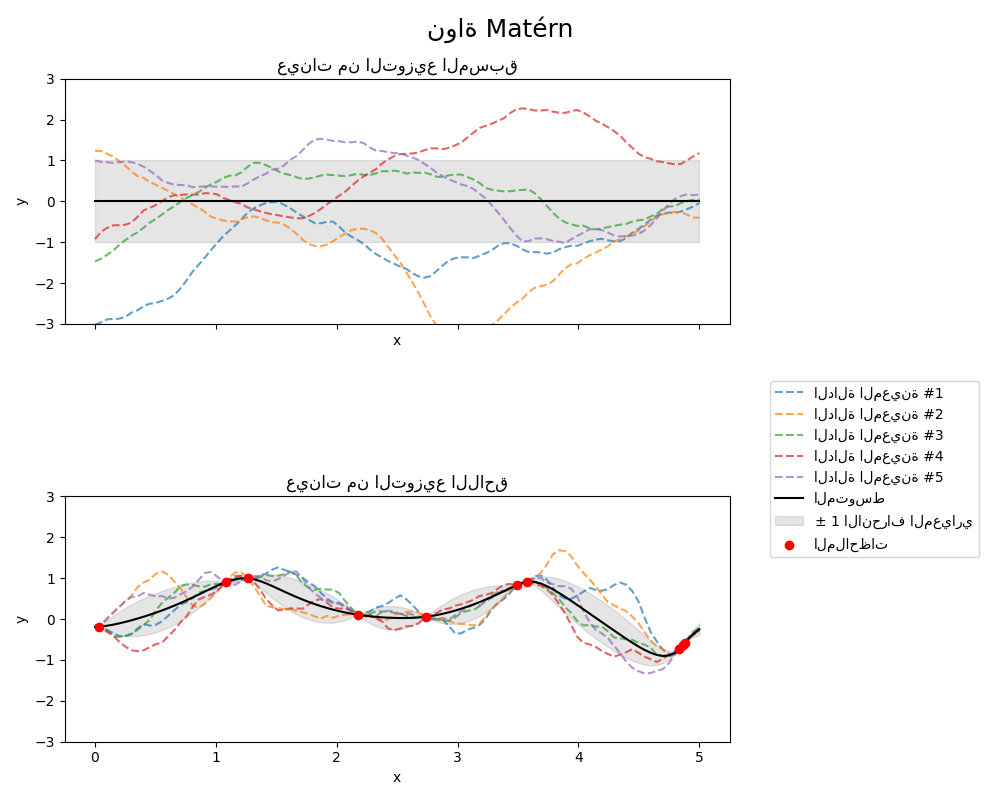 نواة Matérn
عينات من التوزيع المسبق
3
2
1
0
−1
−2
−3
y
x
الدالة المعينة #1
الدالة المعينة #2
الدالة المعينة #3
الدالة المعينة #4
الدالة المعينة #5
المتوسط
± 1 الانحراف المعياري
الملاحظات
عينات من التوزيع اللاحق
3
2
1
0
−1
−2
−3
y
0 1 2 3 4 5
x